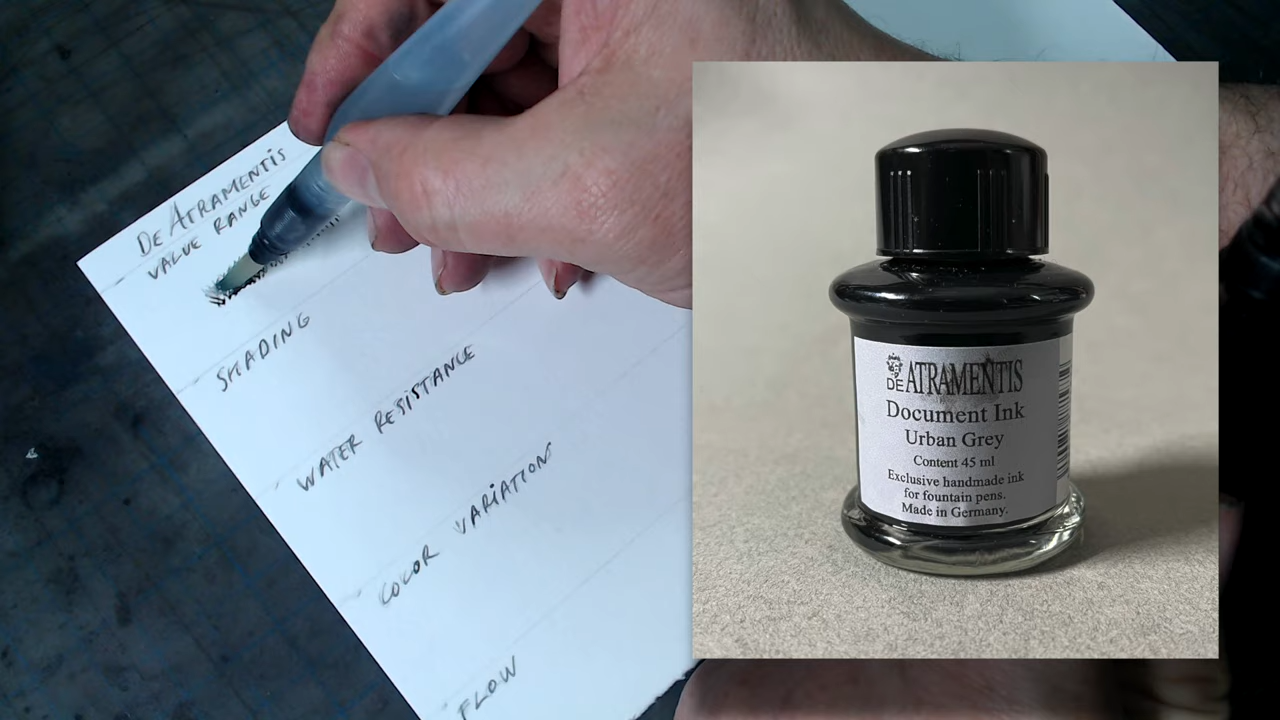 De ATRAMENTIS
VALUE RANGE
SHADING
WATER RESISTANCE
COLOR VARIATION
FLOW
DE ATRAMENTIS
Document Ink
Urban Grey
Content 45 ml
Exclusive handmade ink
for fountain pens.
Made in Germany.